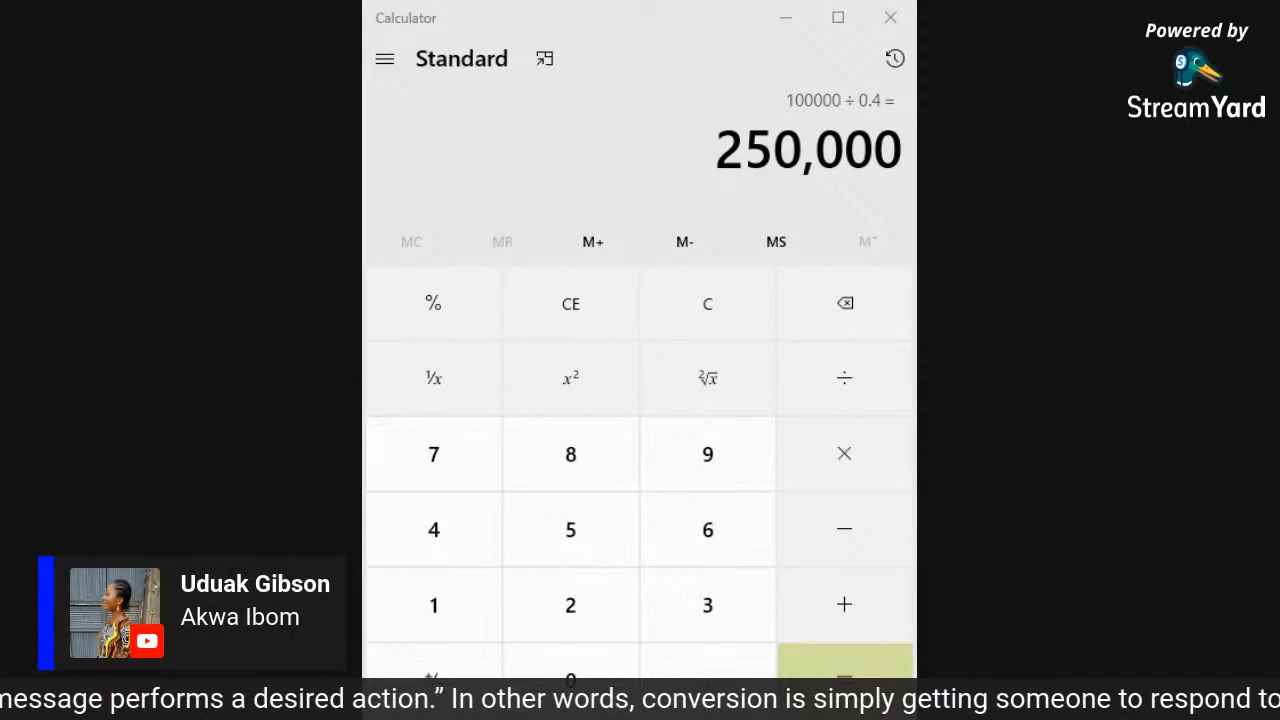 Calculator
Powered by
StreamYard
Standard
100000 ÷ 0.4 =
250,000
MC MR M+ M- MS M˅
% CE C
⅟x x² ²√x ÷
7 8 9 ×
4 5 6 −
1 2 3 +
0
Uduak Gibson
Akwa Ibom
message performs a desired action.” In other words, conversion is simply getting someone to respond to